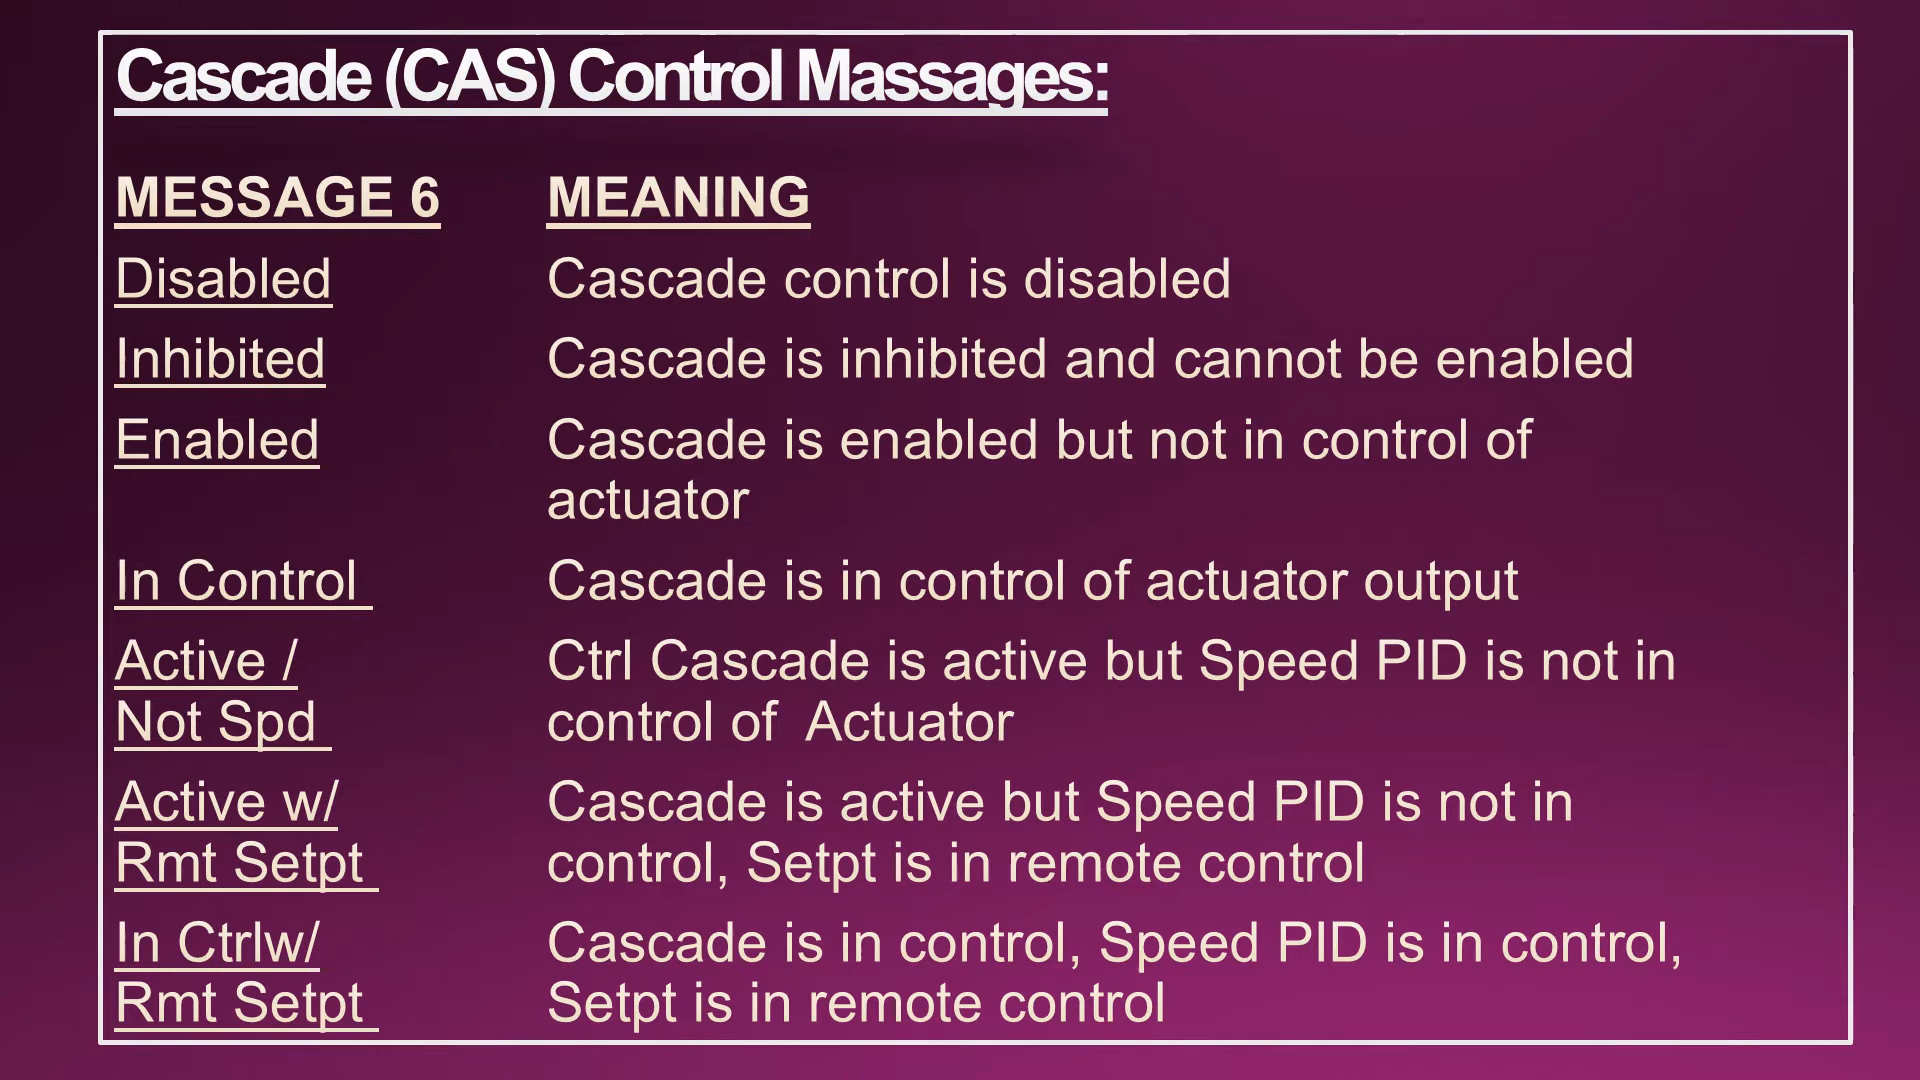 Cascade (CAS) Control Massages:
MESSAGE 6 MEANING
Disabled Cascade control is disabled
Inhibited Cascade is inhibited and cannot be enabled
Enabled Cascade is enabled but not in control of
actuator
In Control Cascade is in control of actuator output
Active / Ctrl Cascade is active but Speed PID is not in
Not Spd control of Actuator
Active w/ Cascade is active but Speed PID is not in
Rmt Setpt control, Setpt is in remote control
In Ctrlw/ Cascade is in control, Speed PID is in control,
Rmt Setpt Setpt is in remote control